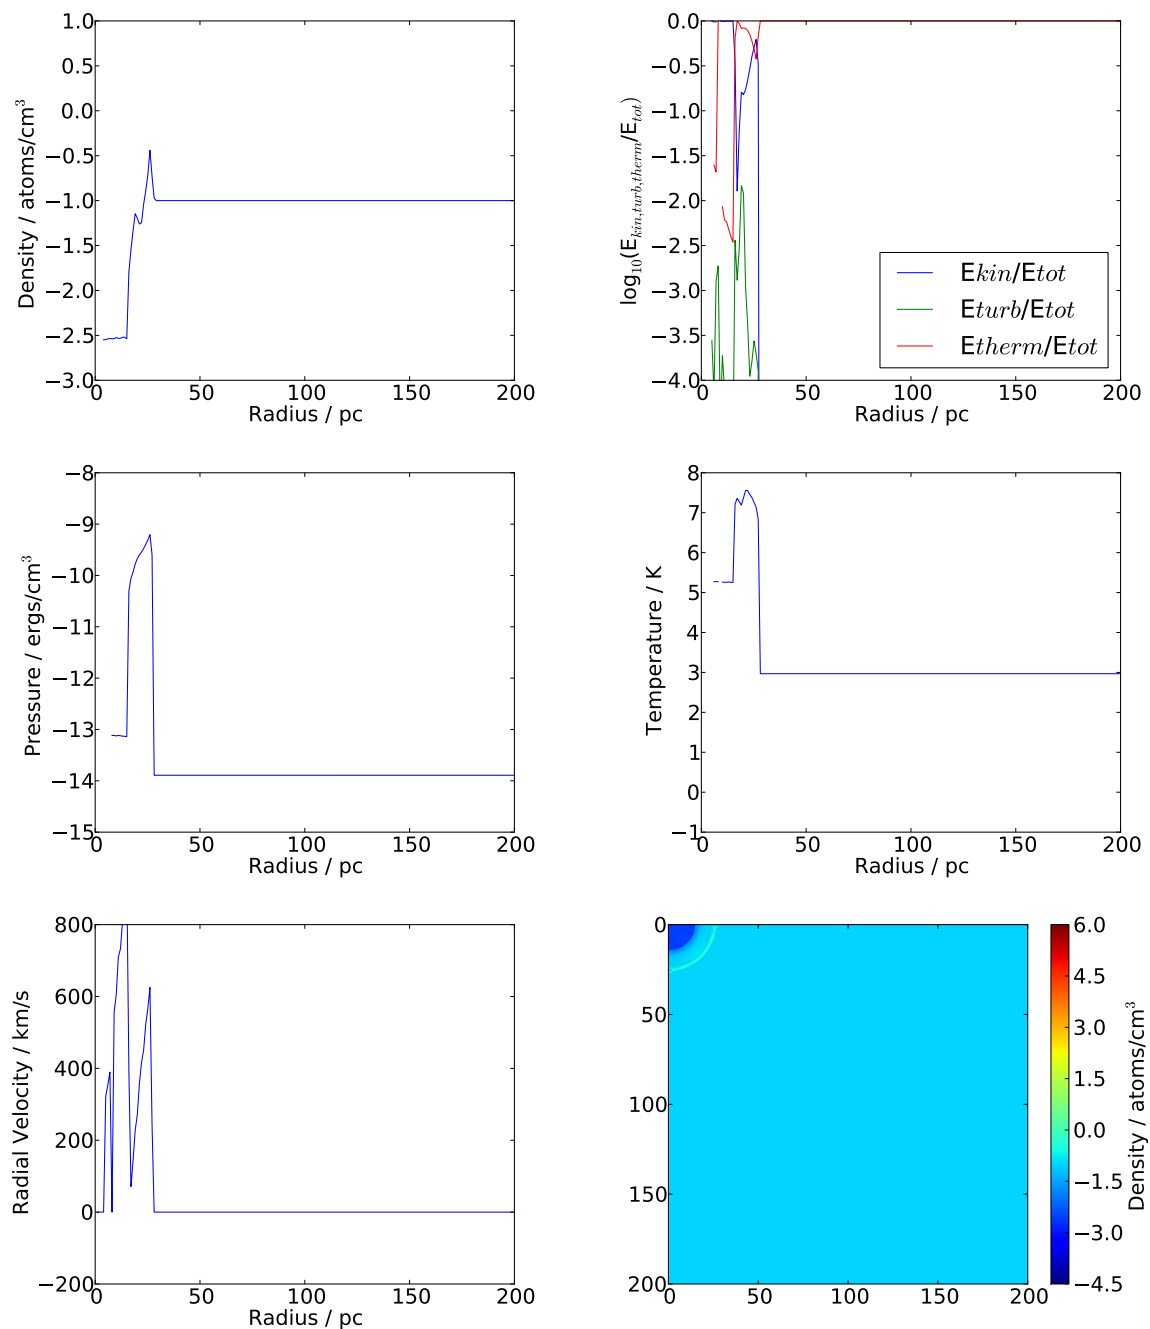 1.0
0.5
0.0
−0.5
−1.0
−1.5
−2.0
−2.5
−3.0
0 50 100 150 200
Radius / pc
Density / atoms/cm³
0.0
−0.5
−1.0
−1.5
−2.0
−2.5
−3.0
−3.5
−4.0
0 50 100 150 200
Radius / pc
log₁₀(E_kin,turb,therm/E_tot)
Ekin/Etot
Eturb/Etot
Etherm/Etot
−8
−9
−10
−11
−12
−13
−14
−15
0 50 100 150 200
Radius / pc
Pressure / ergs/cm³
8
7
6
5
4
3
2
1
0
−1
0 50 100 150 200
Radius / pc
Temperature / K
800
600
400
200
0
−200
0 50 100 150 200
Radius / pc
Radial Velocity / km/s
0
50
100
150
200
0 50 100 150 200
6.0
4.5
3.0
1.5
0.0
−1.5
−3.0
−4.5
Density / atoms/cm³